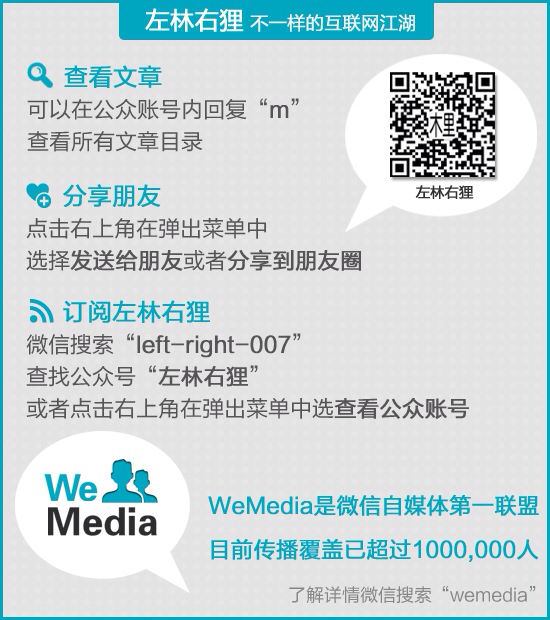 左林右狸 不一样的互联网江湖
查看文章
可以在公众账号内回复“m”
查看所有文章目录
木里
左林右狸
分享朋友
点击右上角在弹出菜单中
选择发送给朋友或者分享到朋友圈
订阅左林右狸
微信搜索“left-right-007”
查找公众号“左林右狸”
或者点击右上角在弹出菜单中选查看公众账号
We
Media
WeMedia是微信自媒体第一联盟
目前传播覆盖已超过1000,000人
了解详情微信搜索“wemedia”